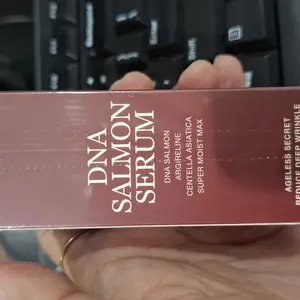 DNA
SALMON
SERUM
DNA SALMON
ARGIRELINE
CENTELLA ASIATICA
SUPER MOIST MAX
AGELESS SECRET
REDUCE DEEP WRINKLE